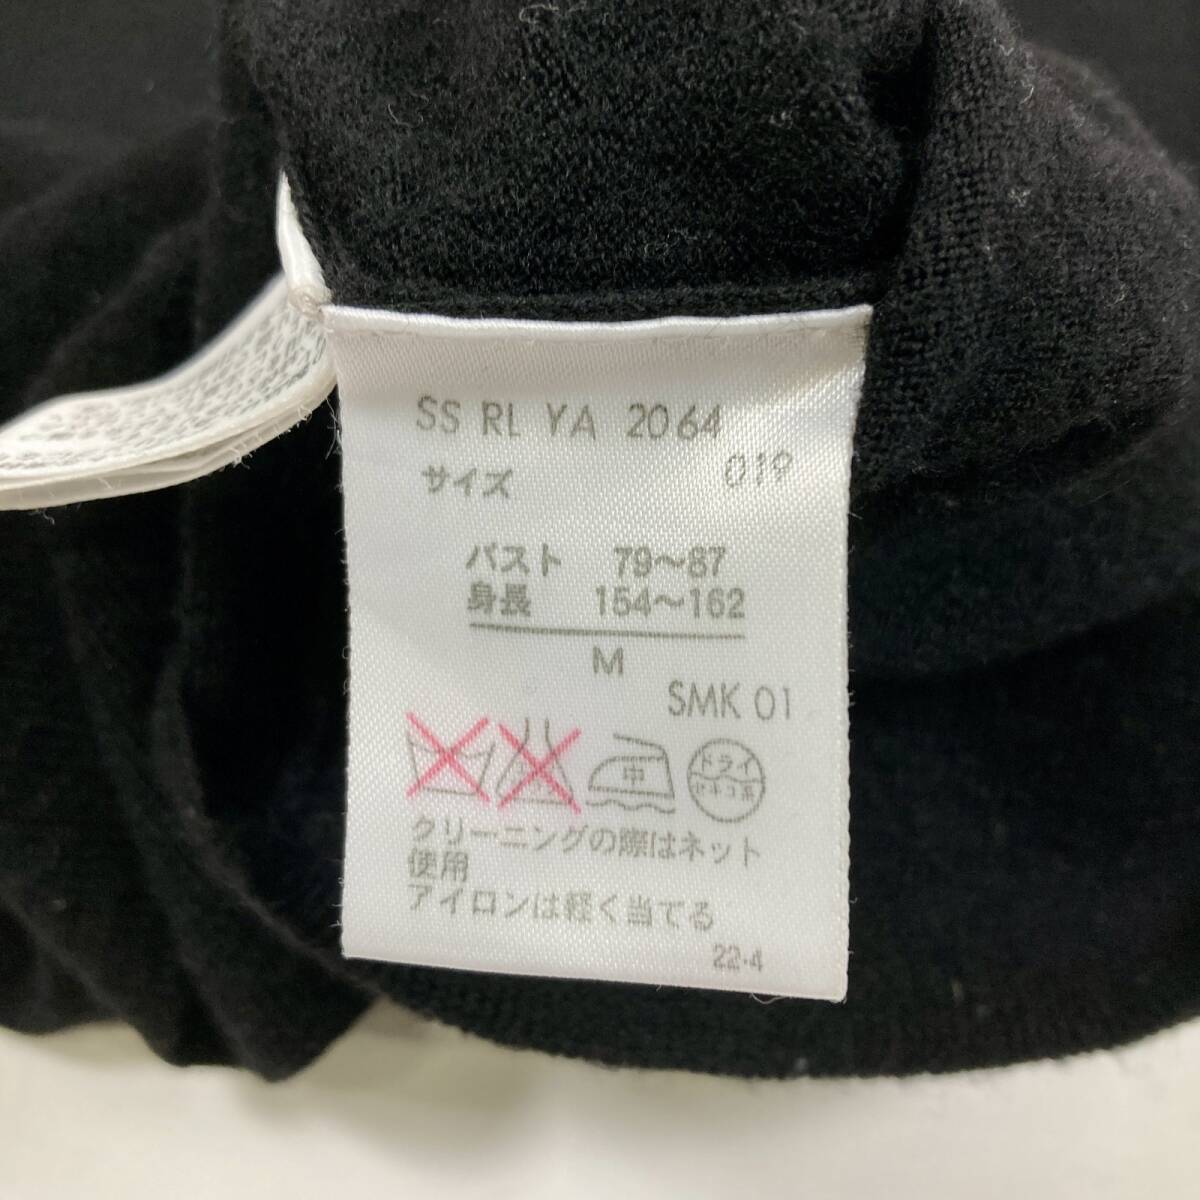 SS RL YA 2064
019
サイズ
バスト 79〜87
身長 154〜162
M
SMK 01
中
ドライ
セキユ系
クリーニングの際はネット
使用
アイロンは軽く当てる
22·4